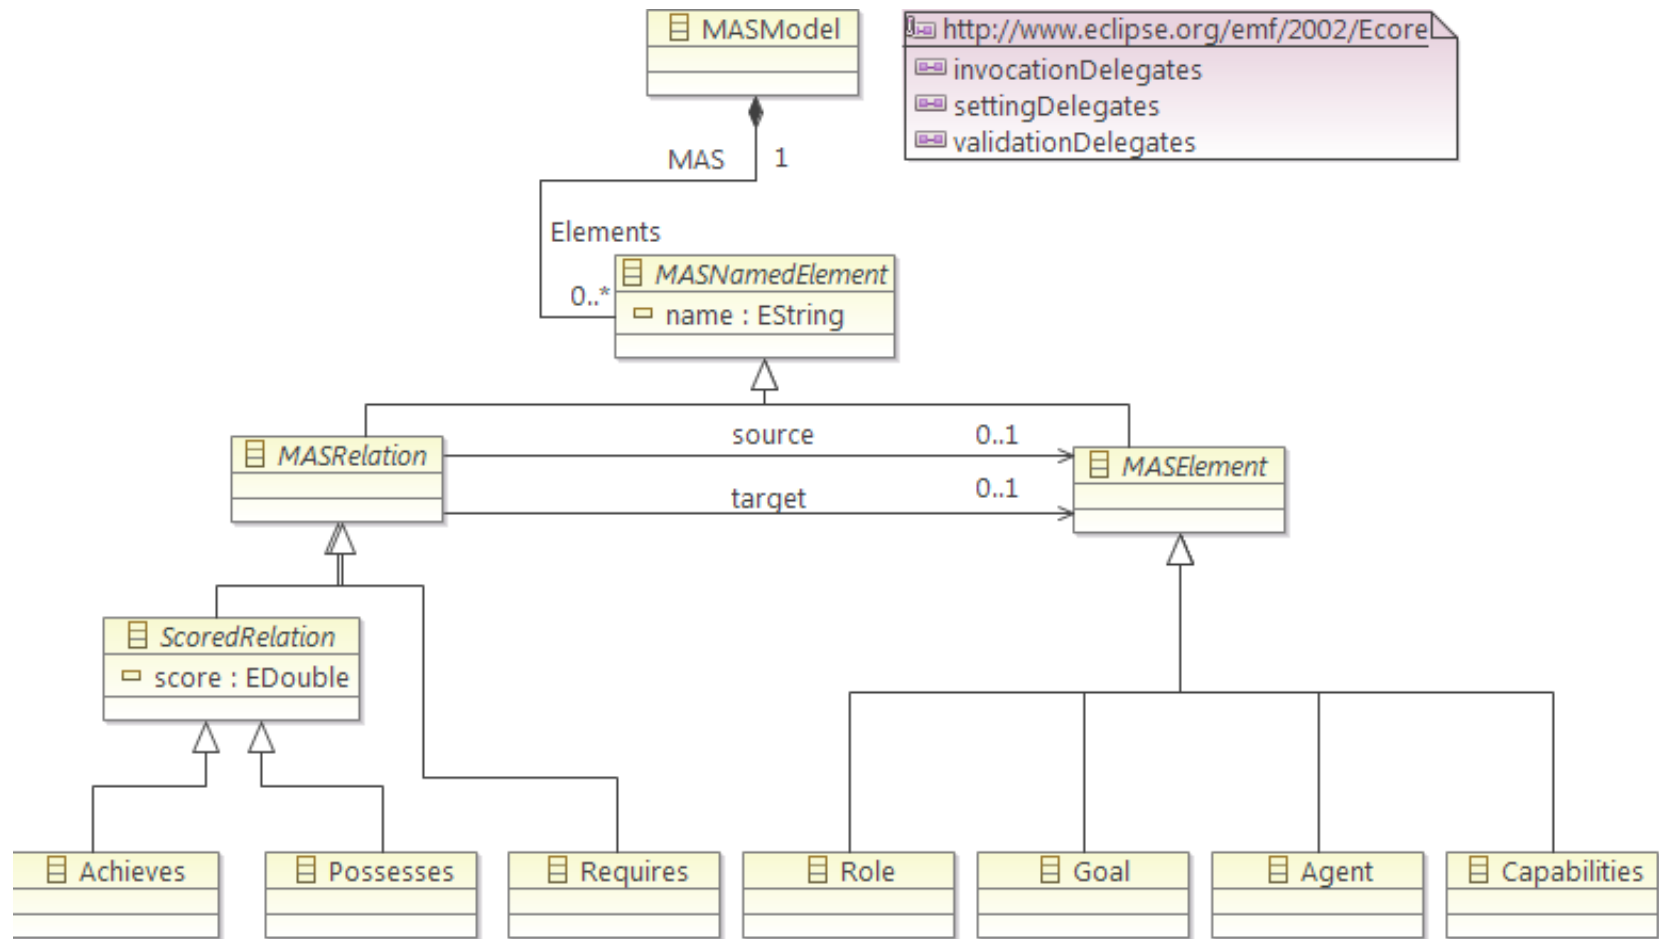 MASModel
http://www.eclipse.org/emf/2002/Ecore
invocationDelegates
settingDelegates
validationDelegates
MAS 1
Elements
0..*
MASNamedElement
name : EString
source 0..1
target 0..1
MASRelation
MASElement
ScoredRelation
score : EDouble
Achieves
Possesses
Requires
Role
Goal
Agent
Capabilities